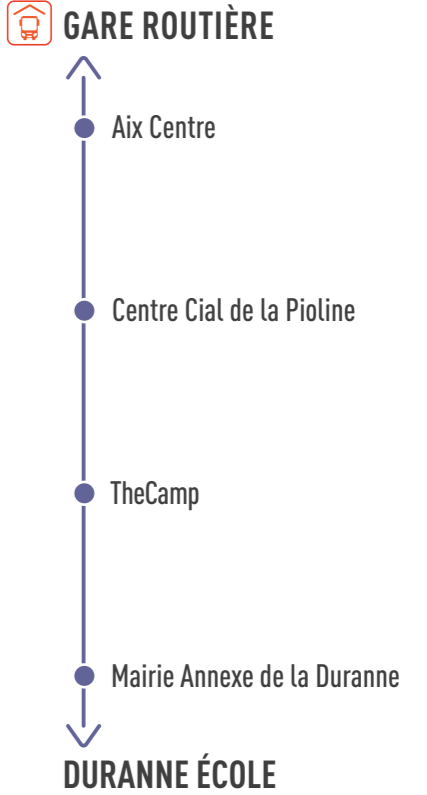 GARE ROUTIÈRE
Aix Centre
Centre Cial de la Pioline
TheCamp
Mairie Annexe de la Duranne
DURANNE ÉCOLE